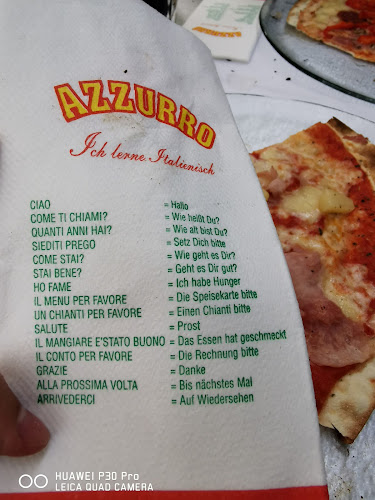 AZZURRO
Ich lerne Italienisch
CIAO = Hallo
COME TI CHIAMI? = Wie heißt Du?
QUANTI ANNI HAI? = Wie alt bist Du?
SIEDITI PREGO = Setz Dich bitte
COME STAI? = Wie geht es Dir?
STAI BENE? = Geht es Dir gut?
HO FAME = Ich habe Hunger
IL MENU PER FAVORE = Die Speisekarte bitte
UN CHIANTI PER FAVORE = Einen Chianti bitte
SALUTE = Prost
IL MANGIARE E'STATO BUONO = Das Essen hat geschmeckt
IL CONTO PER FAVORE = Die Rechnung bitte
GRAZIE = Danke
ALLA PROSSIMA VOLTA = Bis nächstes Mal
ARRIVEDERCI = Auf Wiedersehen
HUAWEI P30 Pro
LEICA QUAD CAMERA